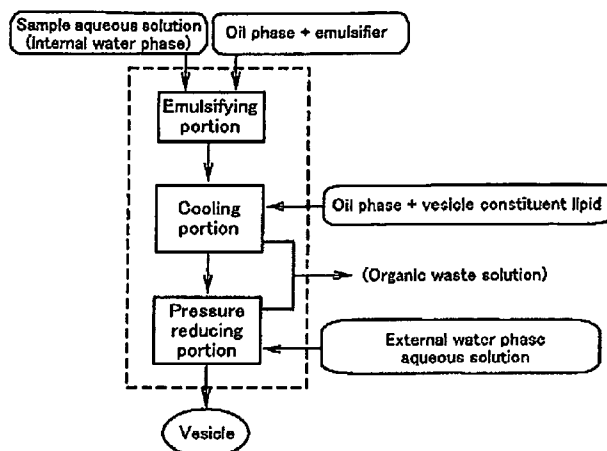 Sample aqueous solution
(Internal water phase)
Oil phase + emulsifier
Emulsifying
portion
Cooling
portion
Oil phase + vesicle constituent lipid
(Organic waste solution)
Pressure
reducing
portion
External water phase
aqueous solution
Vesicle